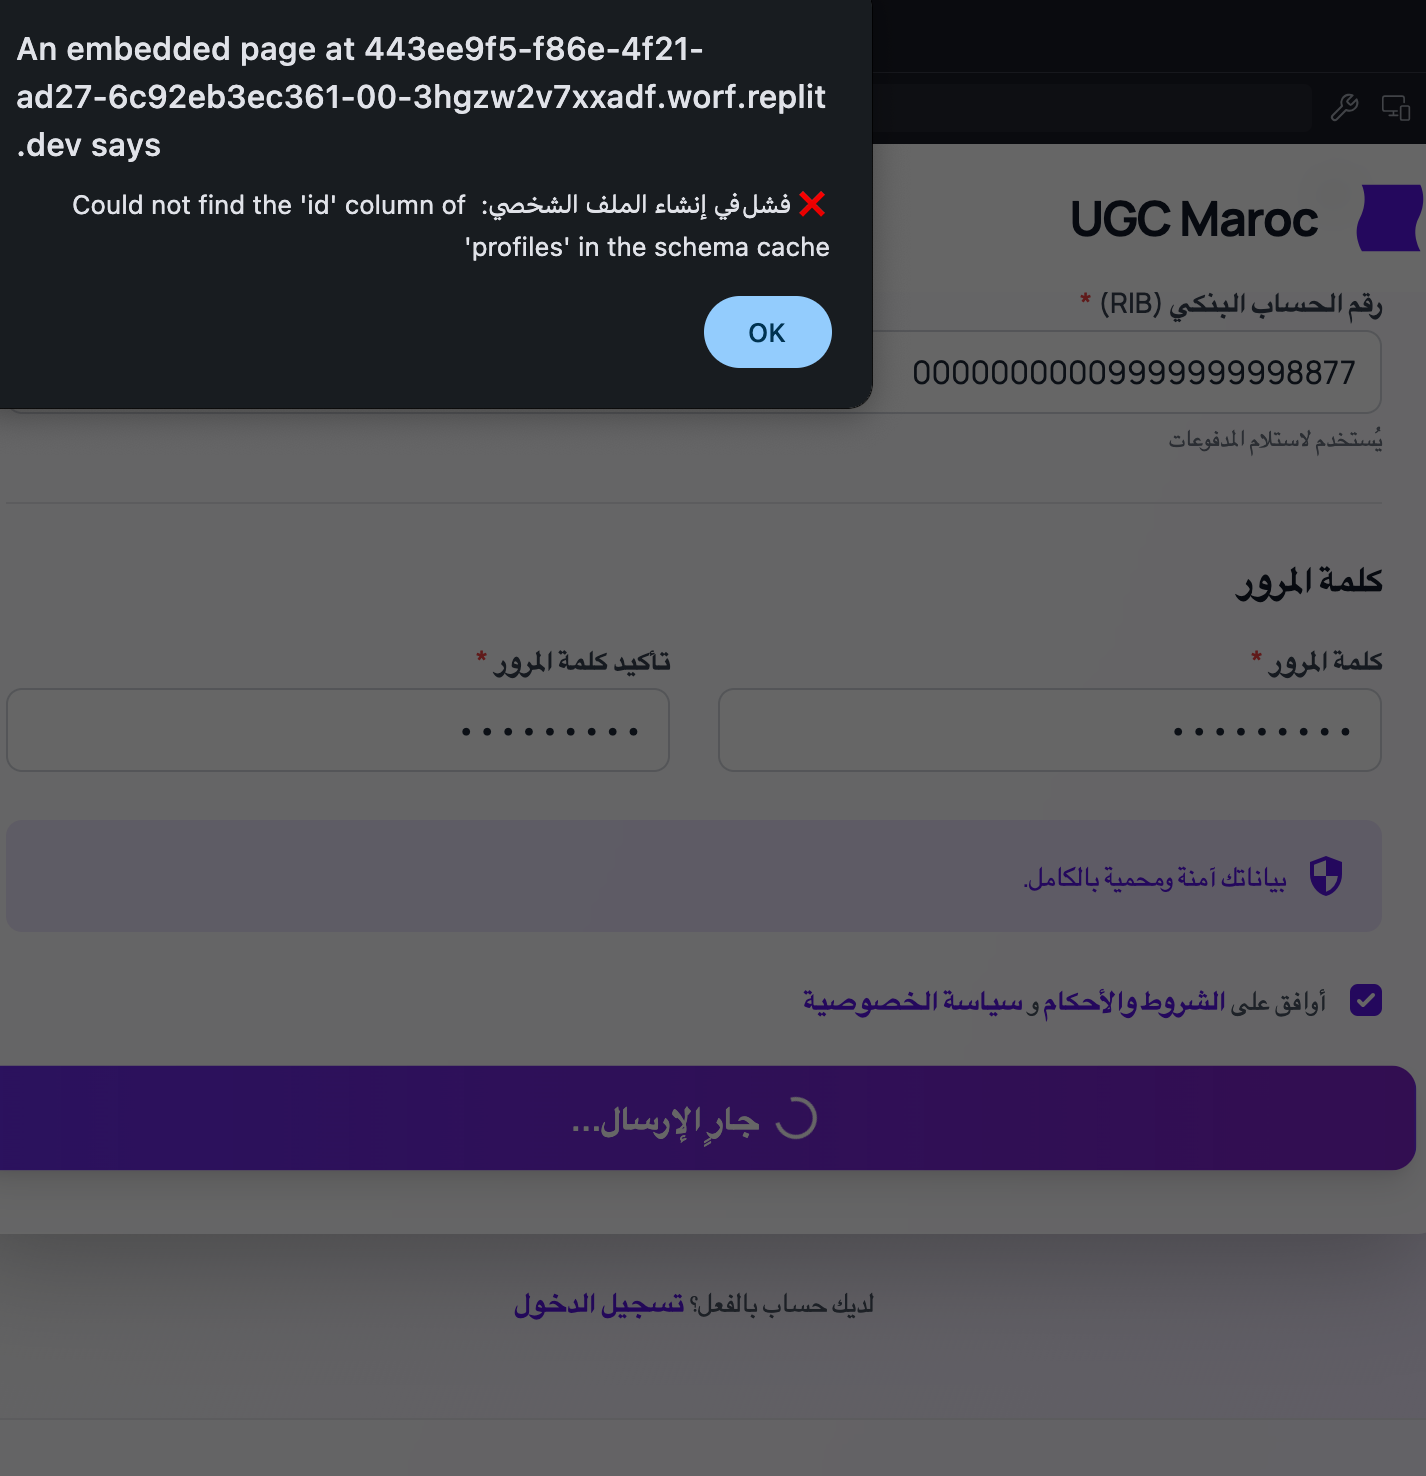 An embedded page at 443ee9f5-f86e-4f21-
ad27-6c92eb3ec361-00-3hgzw2v7xxadf.worf.replit
.dev says
❌ فشل في إنشاء الملف الشخصي: Could not find the 'id' column of
'profiles' in the schema cache
OK
UGC Maroc
رقم الحساب البنكي (RIB) *
000000000099999999998877
يُستخدم لاستلام المدفوعات
كلمة المرور
كلمة المرور *
تأكيد كلمة المرور *
بياناتك آمنة ومحمية بالكامل.
أوافق على الشروط والأحكام و سياسة الخصوصية
جارٍ الإرسال...
لديك حساب بالفعل؟ تسجيل الدخول